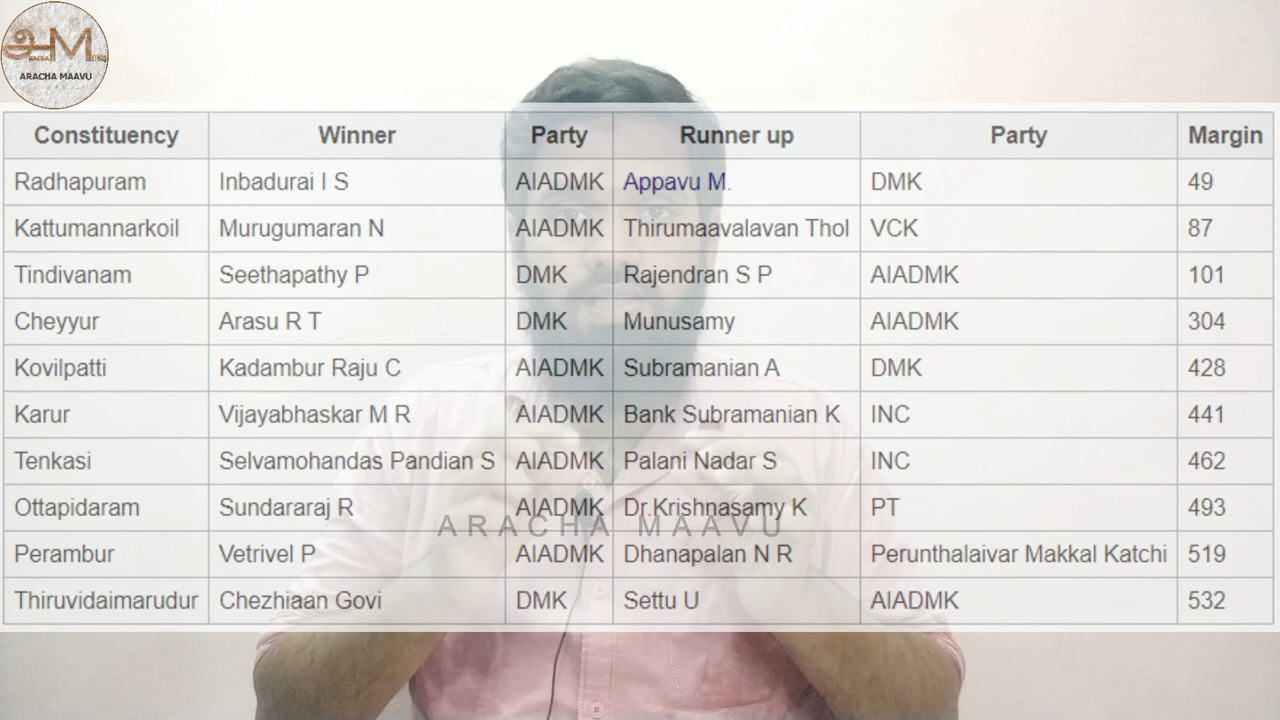 ARACHA MAAVU
Constituency Winner Party Runner up Party Margin
Radhapuram Inbadurai I S AIADMK Appavu M. DMK 49
Kattumannarkoil Murugumaran N AIADMK Thirumaavalavan Thol VCK 87
Tindivanam Seethapathy P DMK Rajendran S P AIADMK 101
Cheyyur Arasu R T DMK Munusamy AIADMK 304
Kovilpatti Kadambur Raju C AIADMK Subramanian A DMK 428
Karur Vijayabhaskar M R AIADMK Bank Subramanian K INC 441
Tenkasi Selvamohandas Pandian S AIADMK Palani Nadar S INC 462
Ottapidaram Sundararaj R AIADMK Dr.Krishnasamy K PT 493
ARACHA MAAVU
Perambur Vetrivel P AIADMK Dhanapalan N R Perunthalaivar Makkal Katchi 519
Thiruvidaimarudur Chezhiaan Govi DMK Settu U AIADMK 532